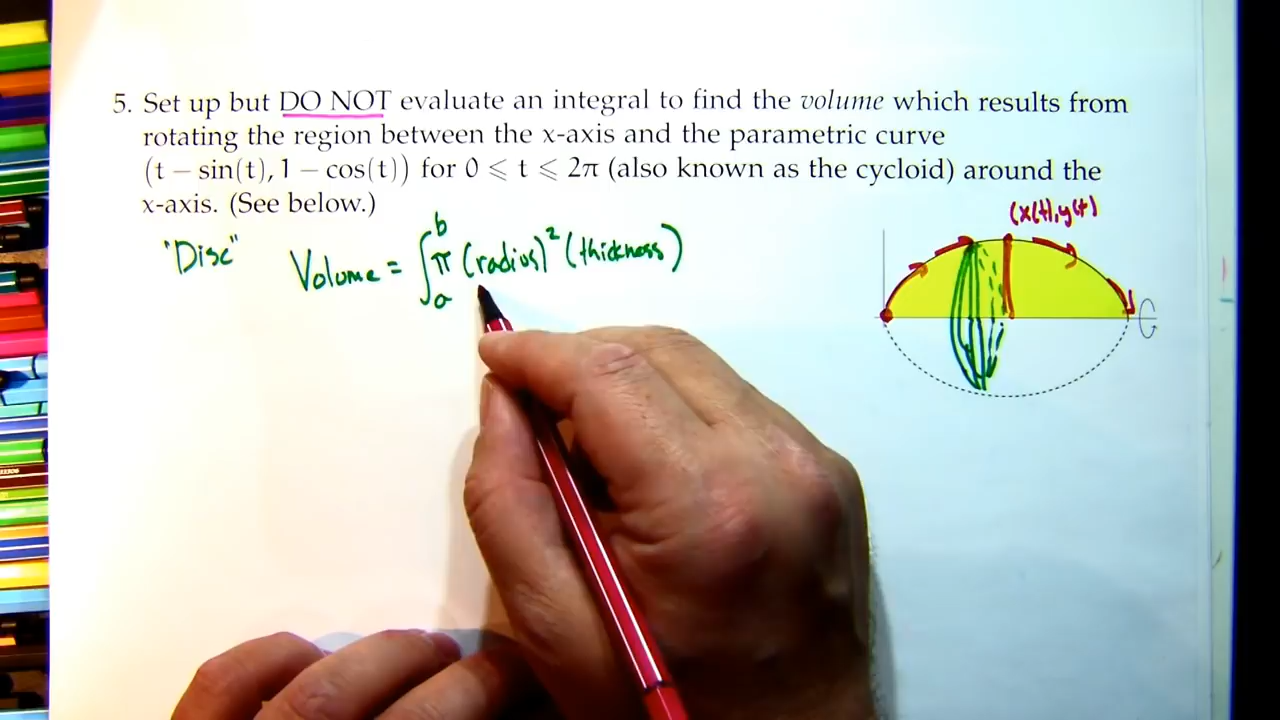 5. Set up but DO NOT evaluate an integral to find the volume which results from
rotating the region between the x-axis and the parametric curve
(t − sin(t), 1 − cos(t)) for 0 ⩽ t ⩽ 2π (also known as the cycloid) around the
x-axis. (See below.)
(x(t),y(t))
"Disc" Volume = ∫_a^b π (radius)² (thickness)